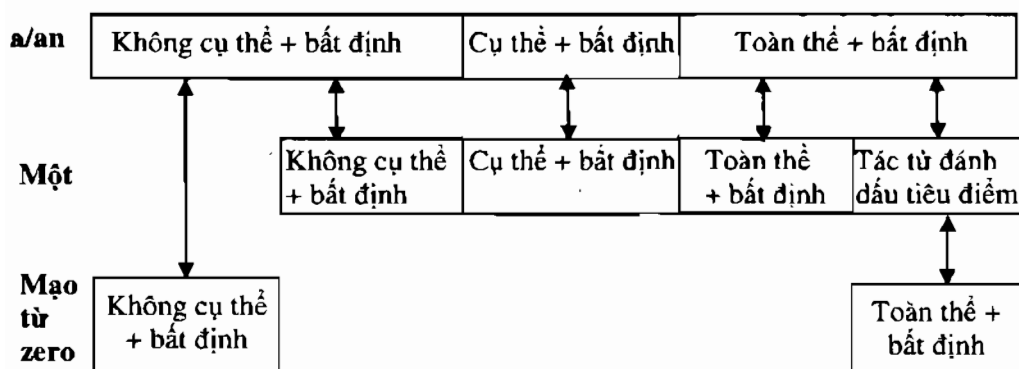 a/an
Không cụ thể + bất định
Cụ thể + bất định
Toàn thể + bất định
Một
Không cụ thể
+ bất định
Cụ thể + bất định
Toàn thể
+ bất định
Tác tử đánh
dấu tiêu điểm
Mạo
từ
zero
Không cụ thể
+ bất định
Toàn thể +
bất định